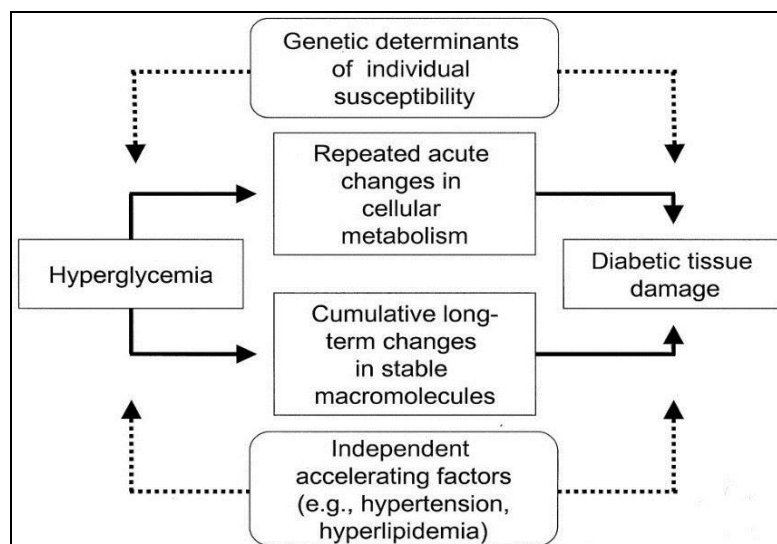 Genetic determinants
of individual
susceptibility
Repeated acute
changes in
cellular
metabolism
Hyperglycemia
Diabetic tissue
damage
Cumulative long-
term changes
in stable
macromolecules
Independent
accelerating factors
(e.g., hypertension,
hyperlipidemia)